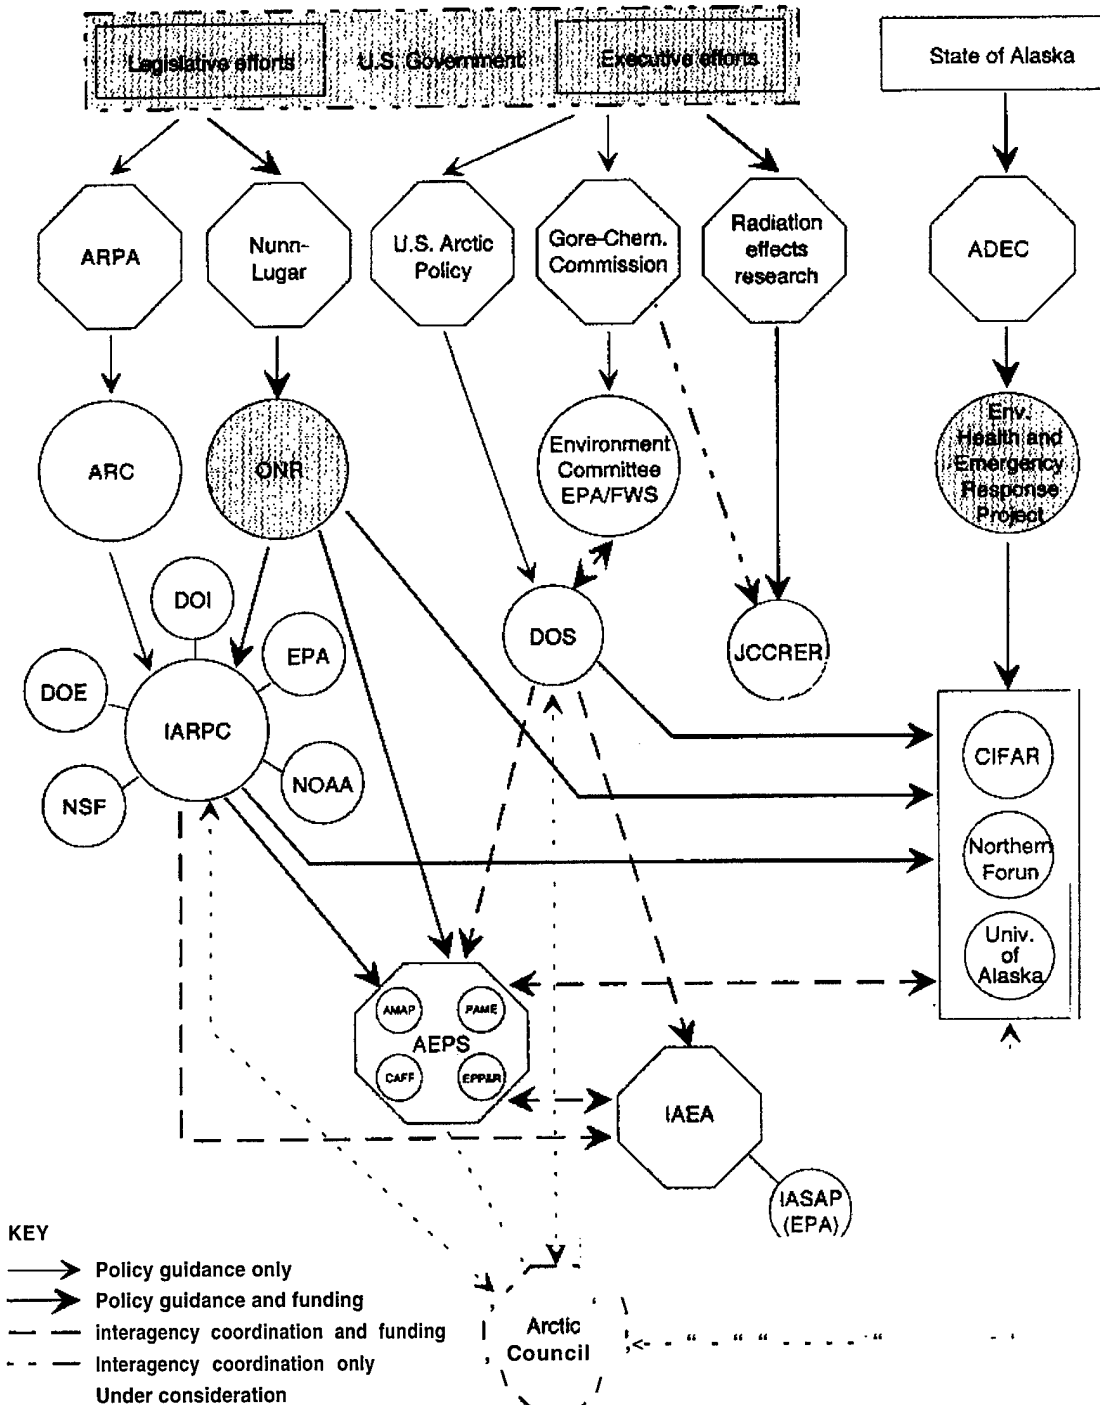 Legislative efforts
U.S. Government
Executive efforts
State of Alaska
ARPA
Nunn-
Lugar
U.S. Arctic
Policy
Gore-Chern.
Commission
Radiation
effects
research
ADEC
ARC
ONR
Environment
Committee
EPA/FWS
Env.
Health and
Emergency
Response
Project
DOI
EPA
DOE
IARPC
NOAA
NSF
DOS
JCCRER
CIFAR
Northern
Forun
Univ.
of
Alaska
AMAP
PAME
AEPS
CAFF
EPP&R
IAEA
IASAP
(EPA)
Arctic
Council
KEY
Policy guidance only
Policy guidance and funding
interagency coordination and funding
Interagency coordination only
Under consideration